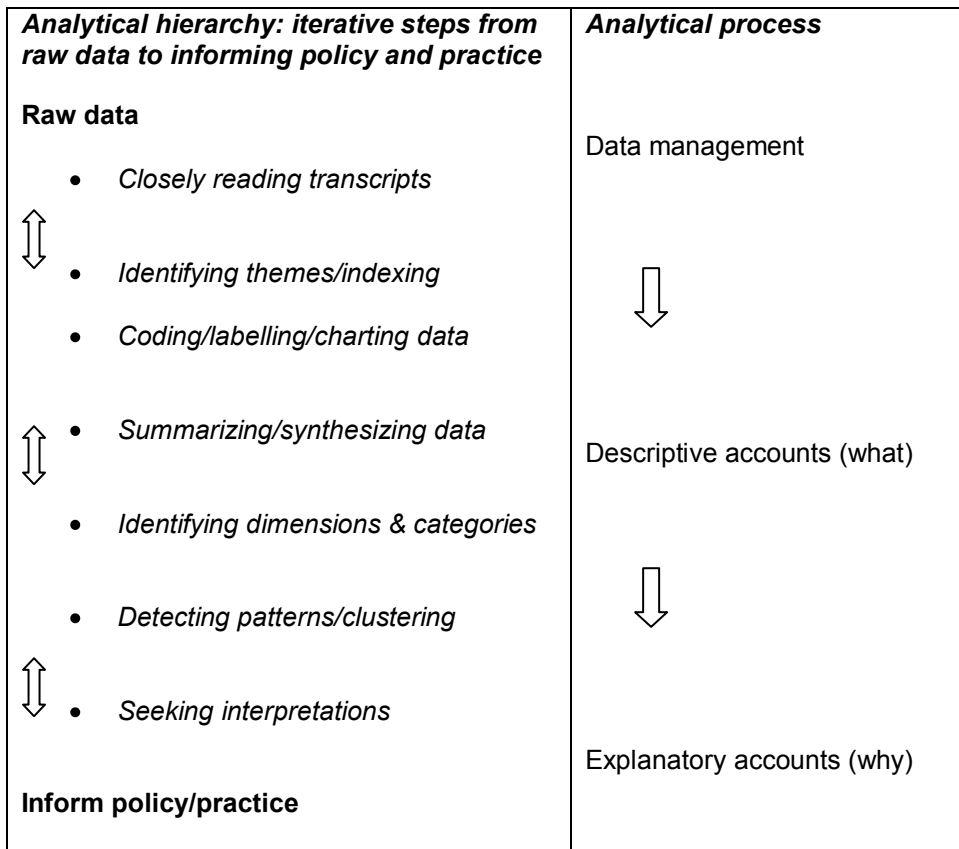 Analytical hierarchy: iterative steps from
raw data to informing policy and practice
Raw data
• Closely reading transcripts
• Identifying themes/indexing
• Coding/labelling/charting data
• Summarizing/synthesizing data
• Identifying dimensions & categories
• Detecting patterns/clustering
• Seeking interpretations
Inform policy/practice
Analytical process
Data management
Descriptive accounts (what)
Explanatory accounts (why)